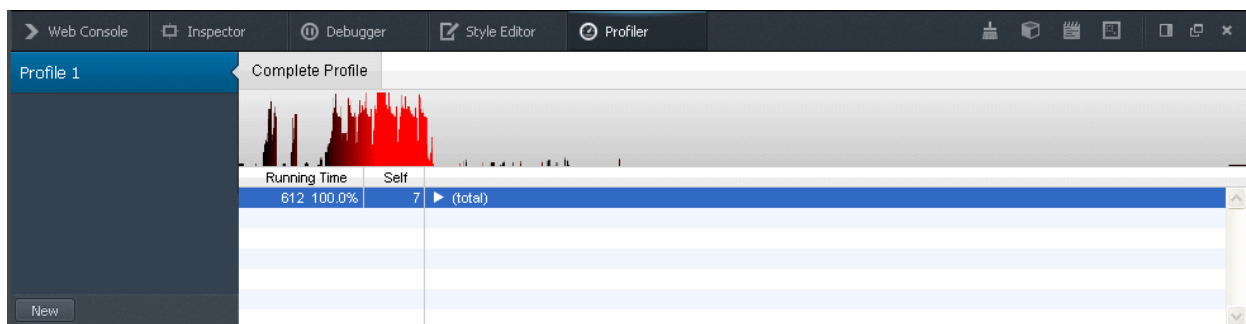 Web Console Inspector Debugger Style Editor Profiler
Profile 1 Complete Profile
Running Time Self
612 100.0% 7 (total)
New